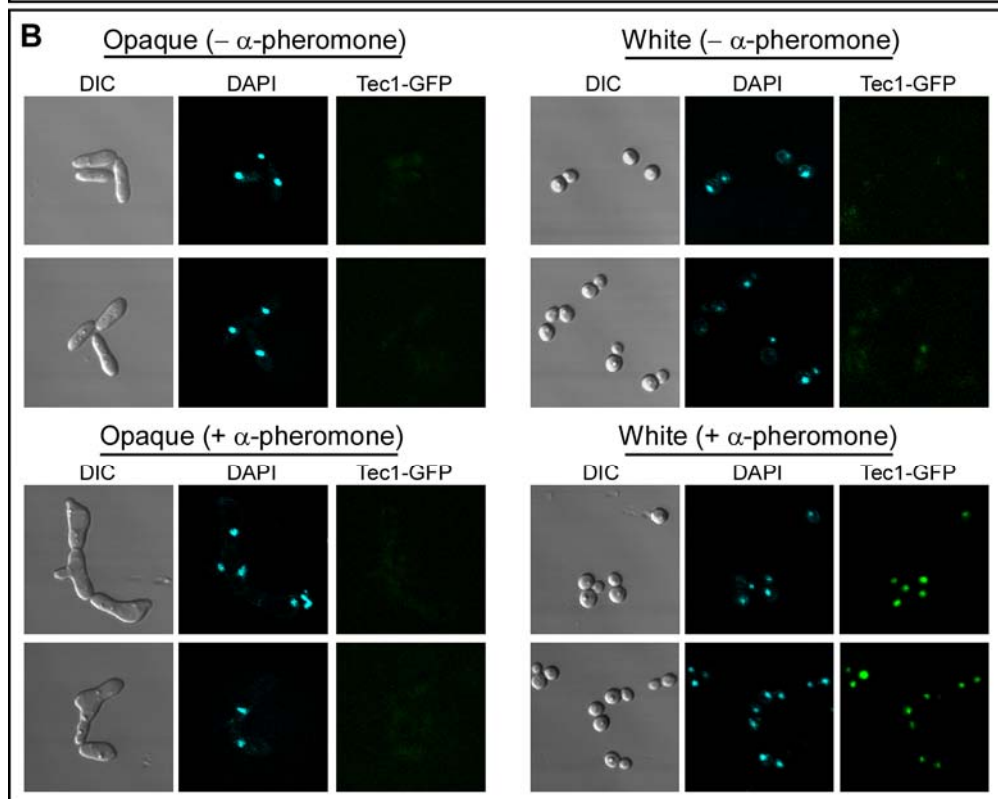 B
Opaque (– α-pheromone) White (– α-pheromone)
DIC DAPI Tec1-GFP DIC DAPI Tec1-GFP
Opaque (+ α-pheromone) White (+ α-pheromone)
DIC DAPI Tec1-GFP DIC DAPI Tec1-GFP